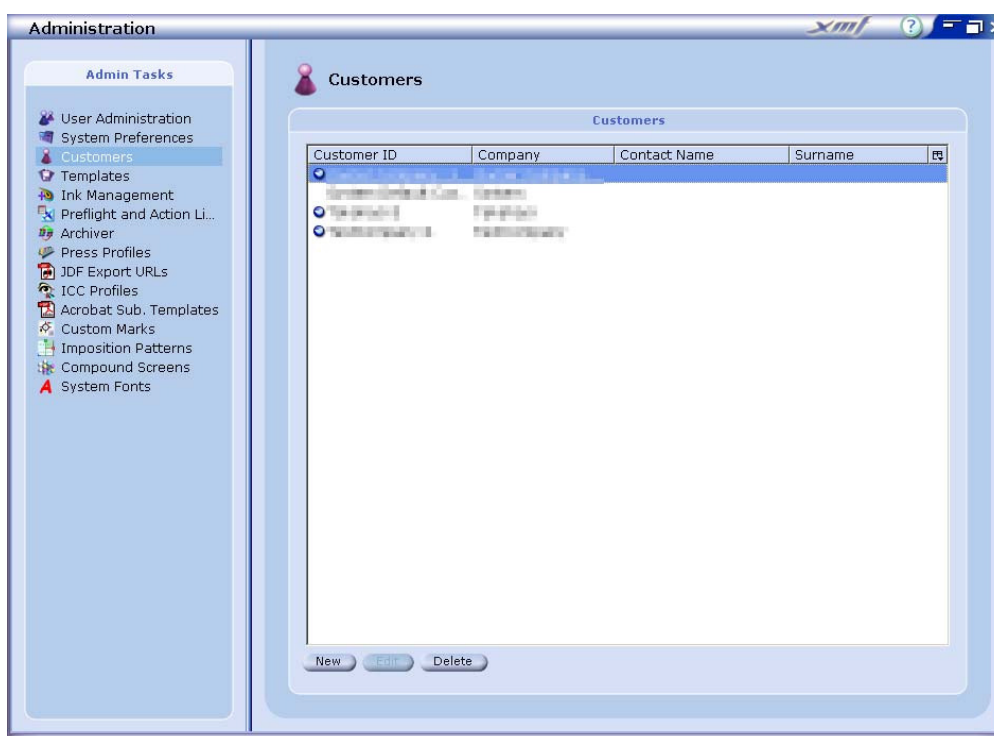 Administration
xmf
?
Admin Tasks
User Administration
System Preferences
Customers
Templates
Ink Management
Preflight and Action Li...
Archiver
Press Profiles
JDF Export URLs
ICC Profiles
Acrobat Sub. Templates
Custom Marks
Imposition Patterns
Compound Screens
System Fonts
Customers
Customers
Customer ID Company Contact Name Surname
New Edit Delete